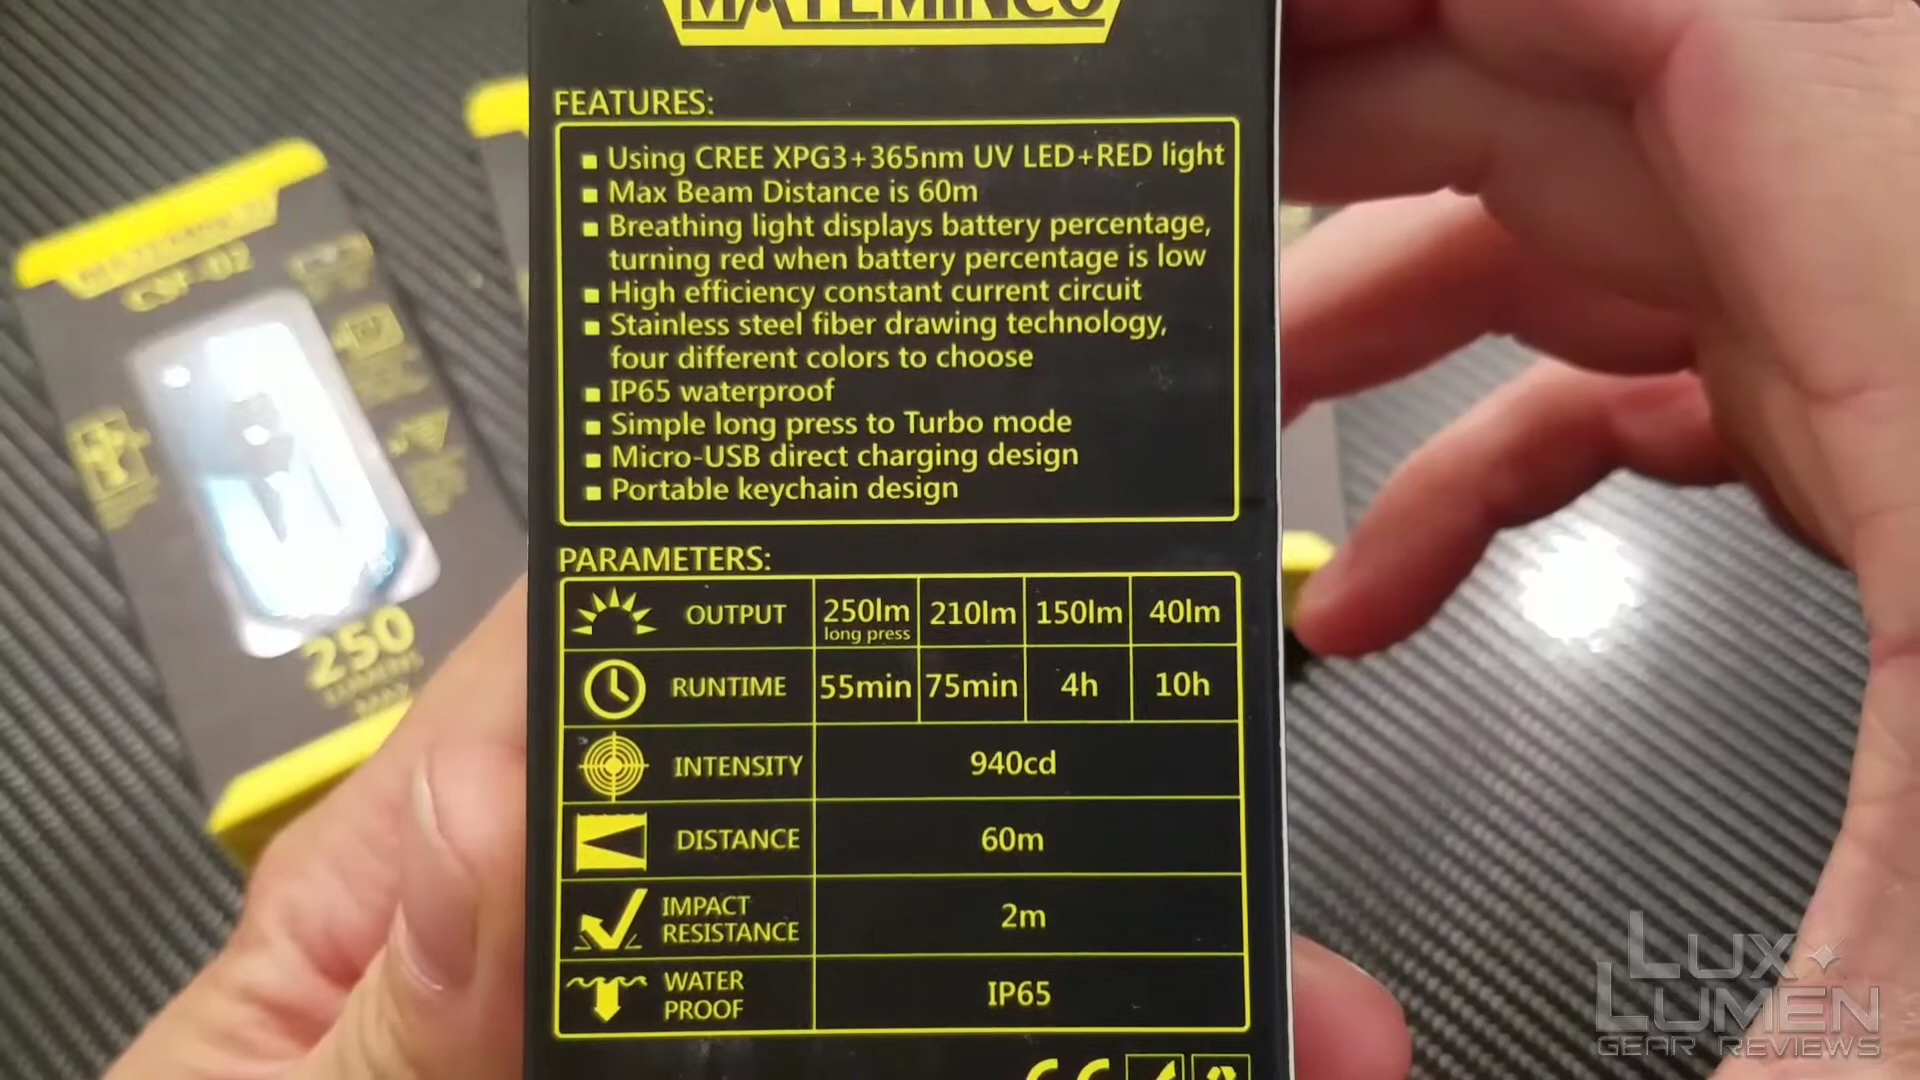 MATEMINCO
FEATURES:
▪ Using CREE XPG3+365nm UV LED+RED light
▪ Max Beam Distance is 60m
▪ Breathing light displays battery percentage,
turning red when battery percentage is low
▪ High efficiency constant current circuit
▪ Stainless steel fiber drawing technology,
four different colors to choose
▪ IP65 waterproof
▪ Simple long press to Turbo mode
▪ Micro-USB direct charging design
▪ Portable keychain design
PARAMETERS:
OUTPUT 250lm 210lm 150lm 40lm
long press
RUNTIME 55min 75min 4h 10h
INTENSITY 940cd
DISTANCE 60m
IMPACT
RESISTANCE 2m
WATER
PROOF IP65
250
LUMENS
MAX
LUX
LUMEN
GEAR REVIEWS